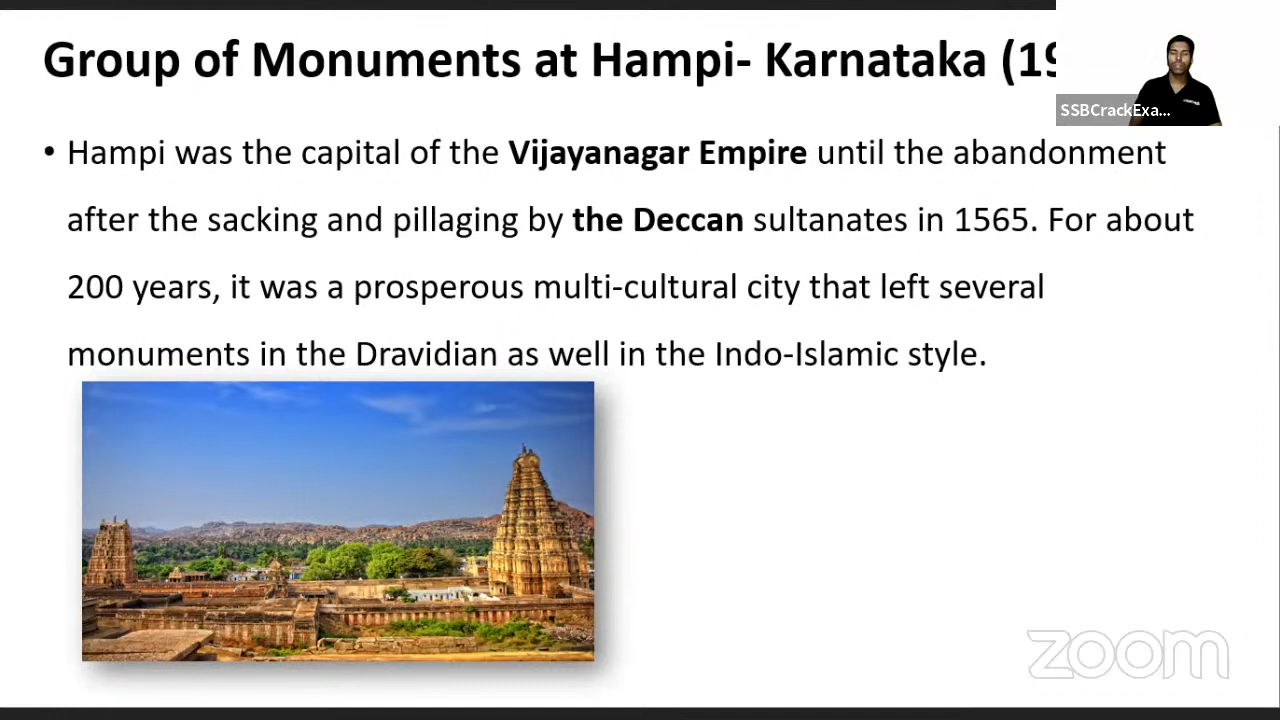 Group of Monuments at Hampi- Karnataka (19
SSBCrackExa...
• Hampi was the capital of the Vijayanagar Empire until the abandonment
after the sacking and pillaging by the Deccan sultanates in 1565. For about
200 years, it was a prosperous multi-cultural city that left several
monuments in the Dravidian as well in the Indo-Islamic style.
zoom